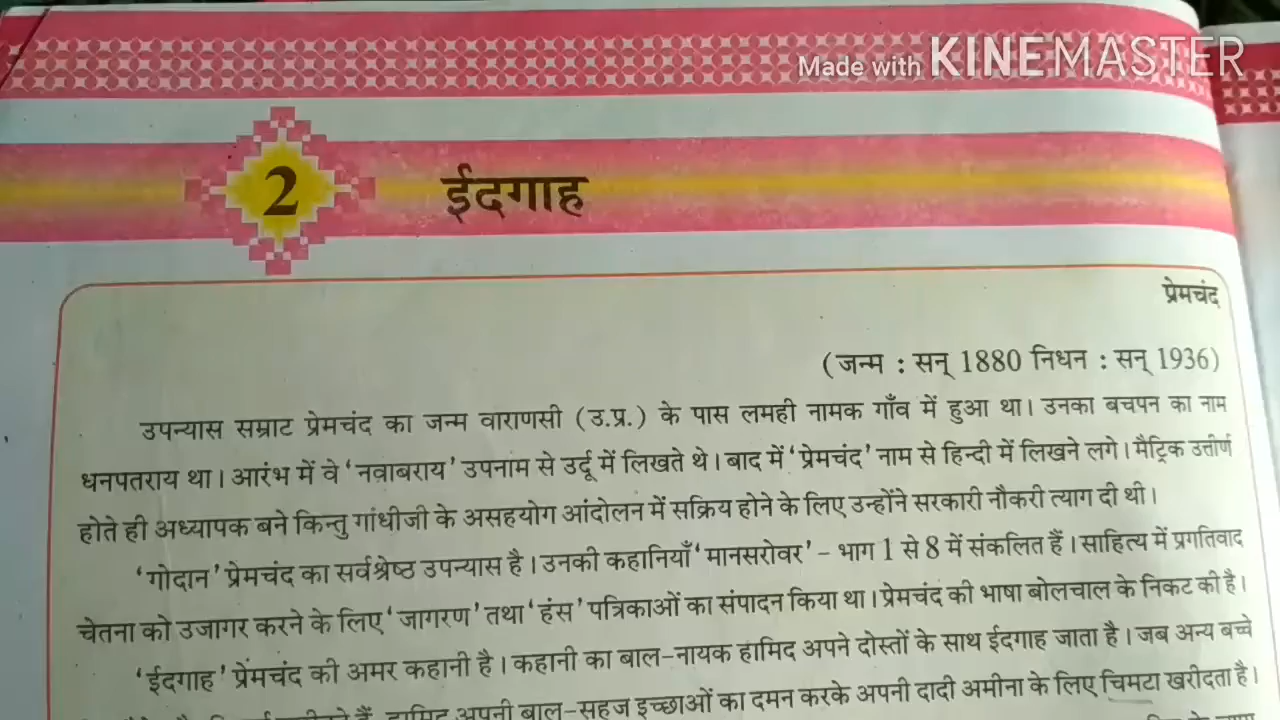 Made with KINEMASTER
2 ईदगाह
प्रेमचंद
(जन्म : सन् 1880 निधन : सन् 1936)
उपन्यास सम्राट प्रेमचंद का जन्म वाराणसी (उ.प्र.) के पास लमही नामक गाँव में हुआ था। उनका बचपन का नाम
धनपतराय था। आरंभ में वे 'नवाबराय' उपनाम से उर्दू में लिखते थे। बाद में 'प्रेमचंद' नाम से हिन्दी में लिखने लगे। मैट्रिक उत्तीर्ण
होते ही अध्यापक बने किन्तु गांधीजी के असहयोग आंदोलन में सक्रिय होने के लिए उन्होंने सरकारी नौकरी त्याग दी थी।
'गोदान' प्रेमचंद का सर्वश्रेष्ठ उपन्यास है। उनकी कहानियाँ 'मानसरोवर' – भाग 1 से 8 में संकलित हैं। साहित्य में प्रगतिवाद
चेतना को उजागर करने के लिए 'जागरण' तथा 'हंस' पत्रिकाओं का संपादन किया था। प्रेमचंद की भाषा बोलचाल के निकट की है।
'ईदगाह' प्रेमचंद की अमर कहानी है। कहानी का बाल-नायक हामिद अपने दोस्तों के साथ ईदगाह जाता है। जब अन्य बच्चे
हामिद अपनी बाल-सहज इच्छाओं का दमन करके अपनी दादी अमीना के लिए चिमटा खरीदता है।